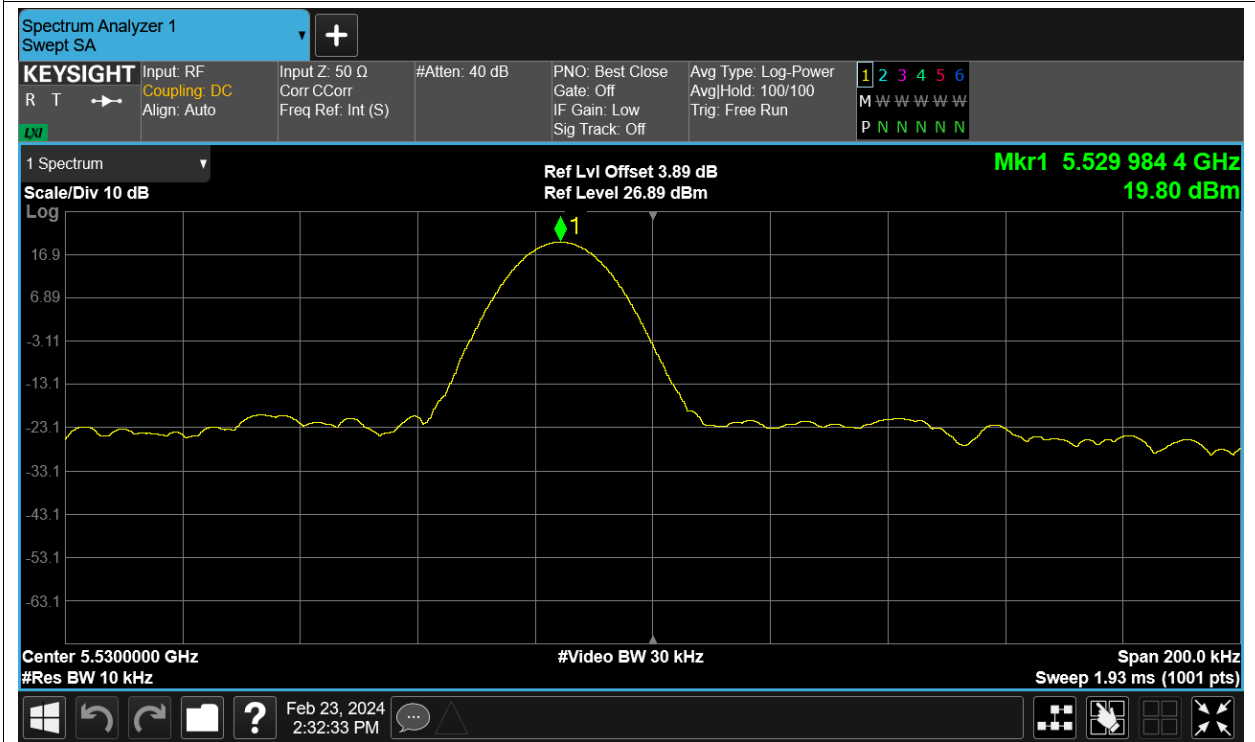 Spectrum Analyzer 1
Swept SA
+
KEYSIGHT
R T
LXI
Input: RF
Coupling: DC
Align: Auto
Input Z: 50 Ω
Corr CCorr
Freq Ref: Int (S)
#Atten: 40 dB
PNO: Best Close
Gate: Off
IF Gain: Low
Sig Track: Off
Avg Type: Log-Power
Avg|Hold: 100/100
Trig: Free Run
1 2 3 4 5 6
M W W W W W
P N N N N N
1 Spectrum
Scale/Div 10 dB
Ref Lvl Offset 3.89 dB
Ref Level 26.89 dBm
Mkr1 5.529 984 4 GHz
19.80 dBm
Log
1
16.9
6.89
-3.11
-13.1
-23.1
-33.1
-43.1
-53.1
-63.1
Center 5.5300000 GHz
#Video BW 30 kHz
Span 200.0 kHz
#Res BW 10 kHz
Sweep 1.93 ms (1001 pts)
?
Feb 23, 2024
2:32:33 PM